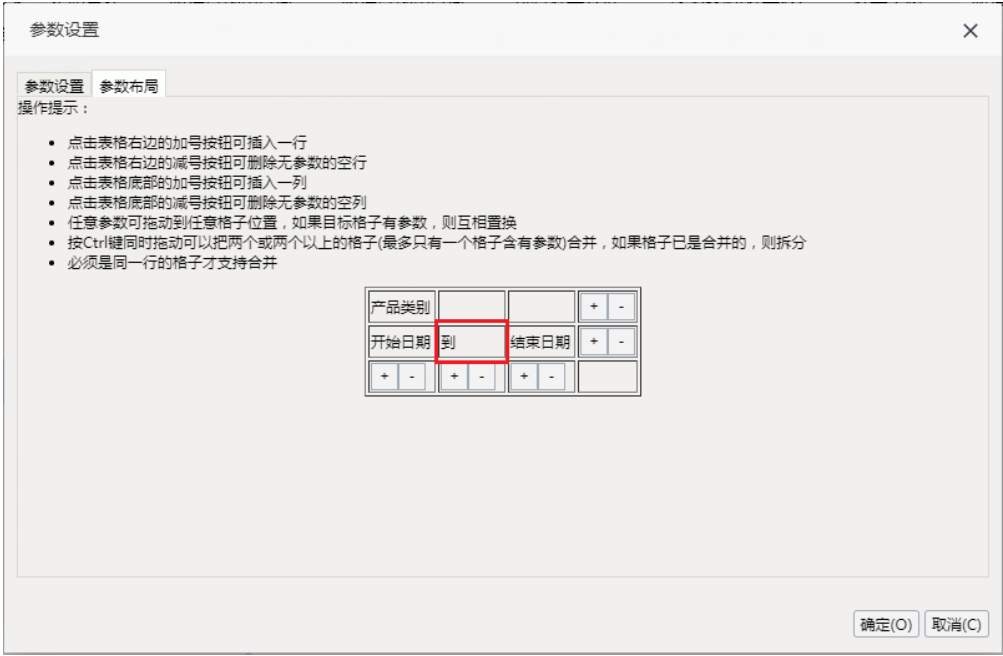 参数设置
参数设置 参数布局
操作提示：
点击表格右边的加号按钮可插入一行
点击表格右边的减号按钮可删除无参数的空行
点击表格底部的加号按钮可插入一列
点击表格底部的减号按钮可删除无参数的空列
任意参数可拖动到任意格子位置，如果目标格子有参数，则互相置换
按Ctrl键同时拖动可以把两个或两个以上的格子(最多只有一个格子含有参数)合并，如果格子已是合并的，则拆分
必须是同一行的格子才支持合并
产品类别 + -
开始日期 到 结束日期 + -
+ - + - + -
确定(O) 取消(C)